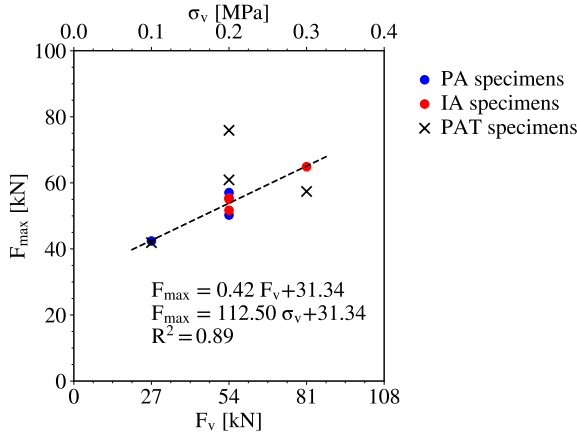 σv [MPa]
0.0 0.1 0.2 0.3 0.4
100
80
60
40
20
0
Fmax [kN]
PA specimens
IA specimens
PAT specimens
Fmax = 0.42 Fv+31.34
Fmax = 112.50 σv+31.34
R² = 0.89
0 27 54 81 108
Fv [kN]